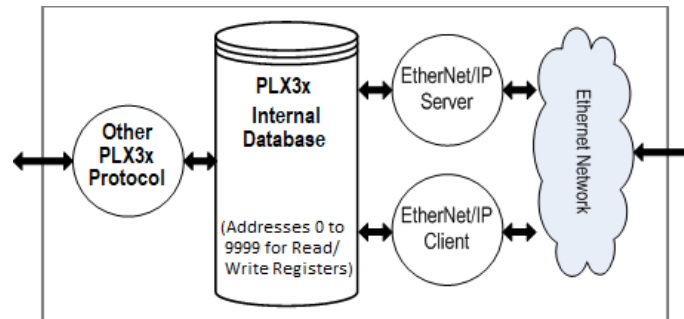 Other
PLX3x
Protocol
PLX3x
Internal
Database
(Addresses 0 to
9999 for Read/
Write Registers)
EtherNet/IP
Server
EtherNet/IP
Client
Ethernet Network